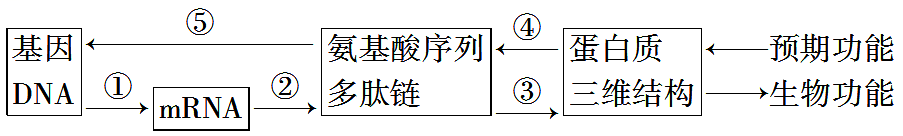 ⑤
④
基因
DNA
①
mRNA
②
氨基酸序列
多肽链
③
蛋白质
三维结构
预期功能
生物功能